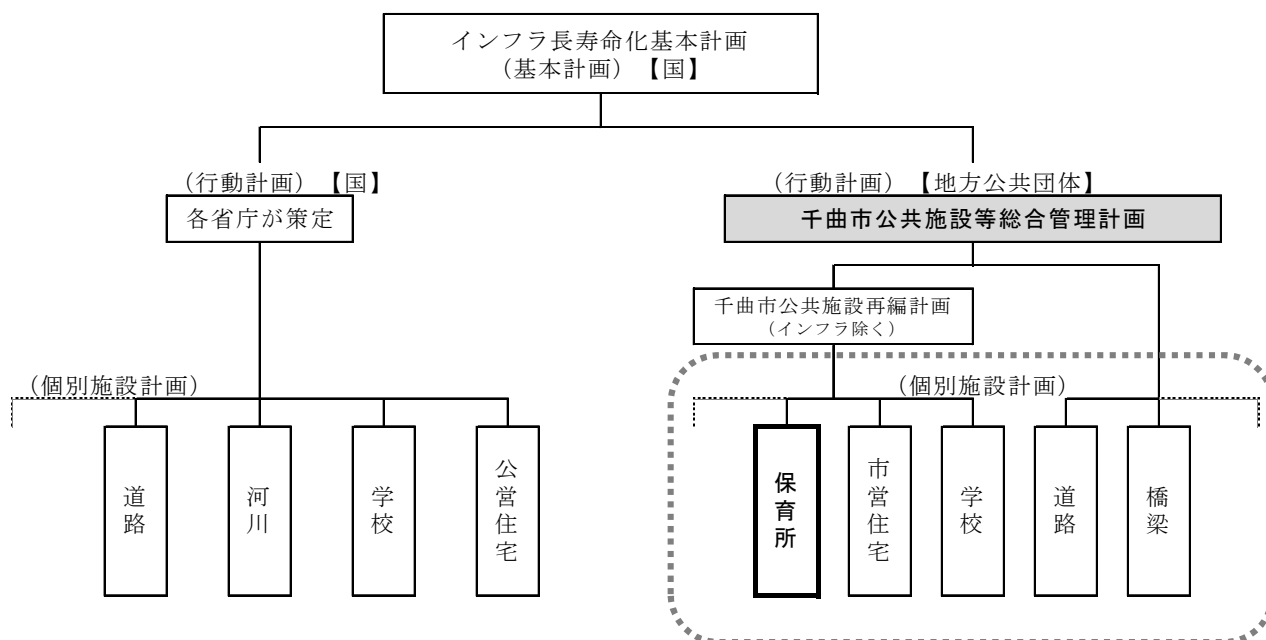 インフラ長寿命化基本計画
（基本計画）【国】
（行動計画）【国】
各省庁が策定
（行動計画）【地方公共団体】
千曲市公共施設等総合管理計画
千曲市公共施設再編計画
（インフラ除く）
（個別施設計画）
道路
河川
学校
公営住宅
（個別施設計画）
保育所
市営住宅
学校
道路
橋梁